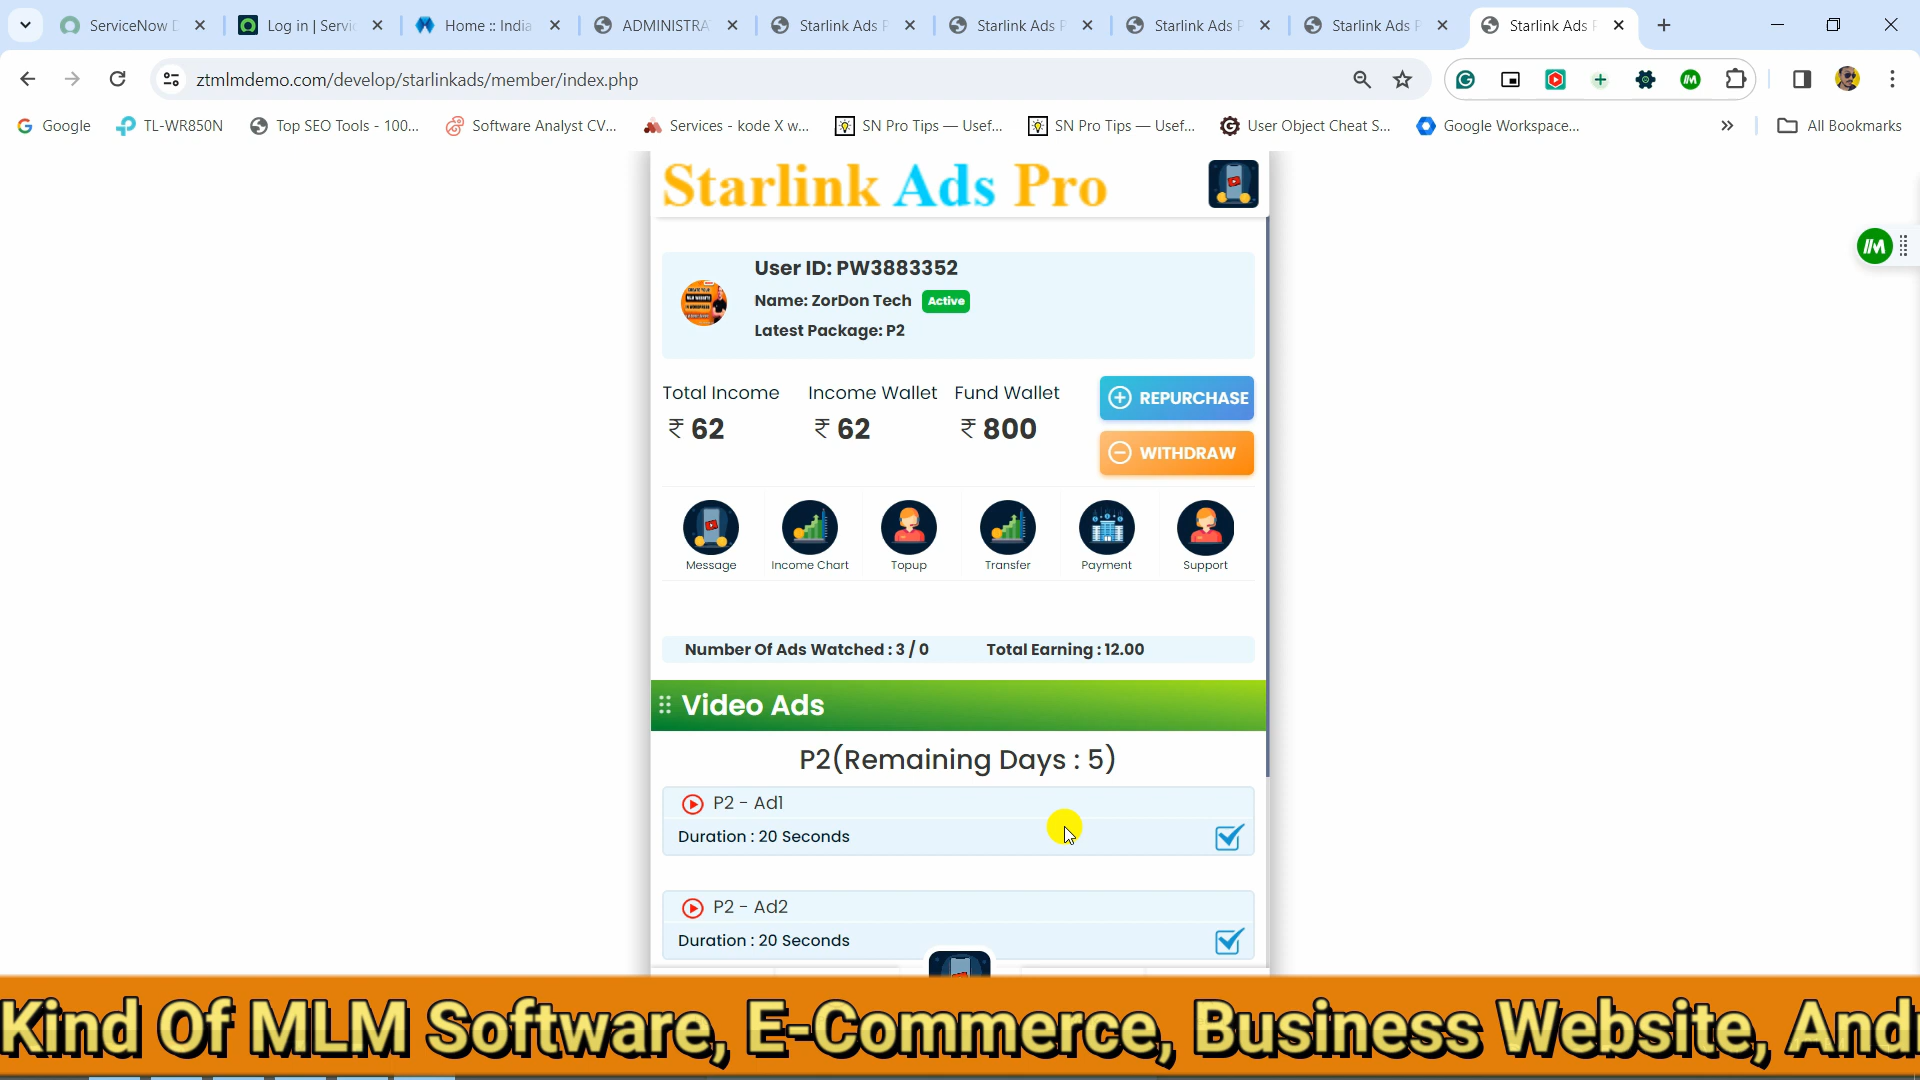 ServiceNow D
Log in | Servic
Home :: India
ADMINISTRA
Starlink Ads P
Starlink Ads P
Starlink Ads P
Starlink Ads P
Starlink Ads P
ztmlmdemo.com/develop/starlinkads/member/index.php
Google
TL-WR850N
Top SEO Tools - 100...
Software Analyst CV...
Services - kode X w...
SN Pro Tips — Usef...
SN Pro Tips — Usef...
User Object Cheat S...
Google Workspace...
All Bookmarks
Starlink Ads Pro
User ID: PW3883352
Name: ZorDon Tech Active
Latest Package: P2
Total Income Income Wallet Fund Wallet
₹ 62 ₹ 62 ₹ 800
REPURCHASE
WITHDRAW
Message Income Chart Topup Transfer Payment Support
Number Of Ads Watched : 3 / 0 Total Earning : 12.00
Video Ads
P2(Remaining Days : 5)
P2 - Ad1
Duration : 20 Seconds
P2 - Ad2
Duration : 20 Seconds
Kind Of MLM Software, E-Commerce, Business Website, And